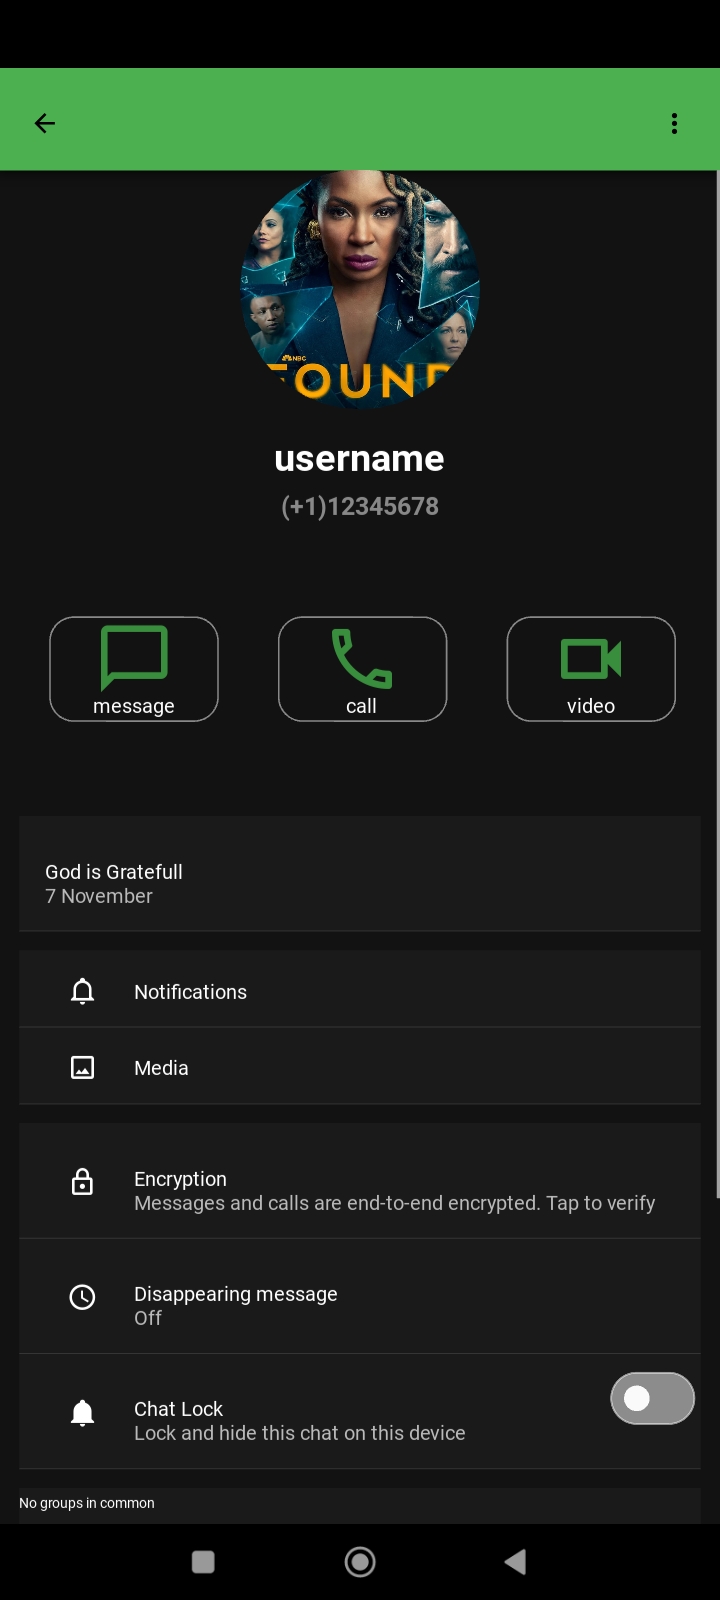 NBC
FOUND
username
(+1)12345678
message
call
video
God is Gratefull
7 November
Notifications
Media
Encryption
Messages and calls are end-to-end encrypted. Tap to verify
Disappearing message
Off
Chat Lock
Lock and hide this chat on this device
No groups in common